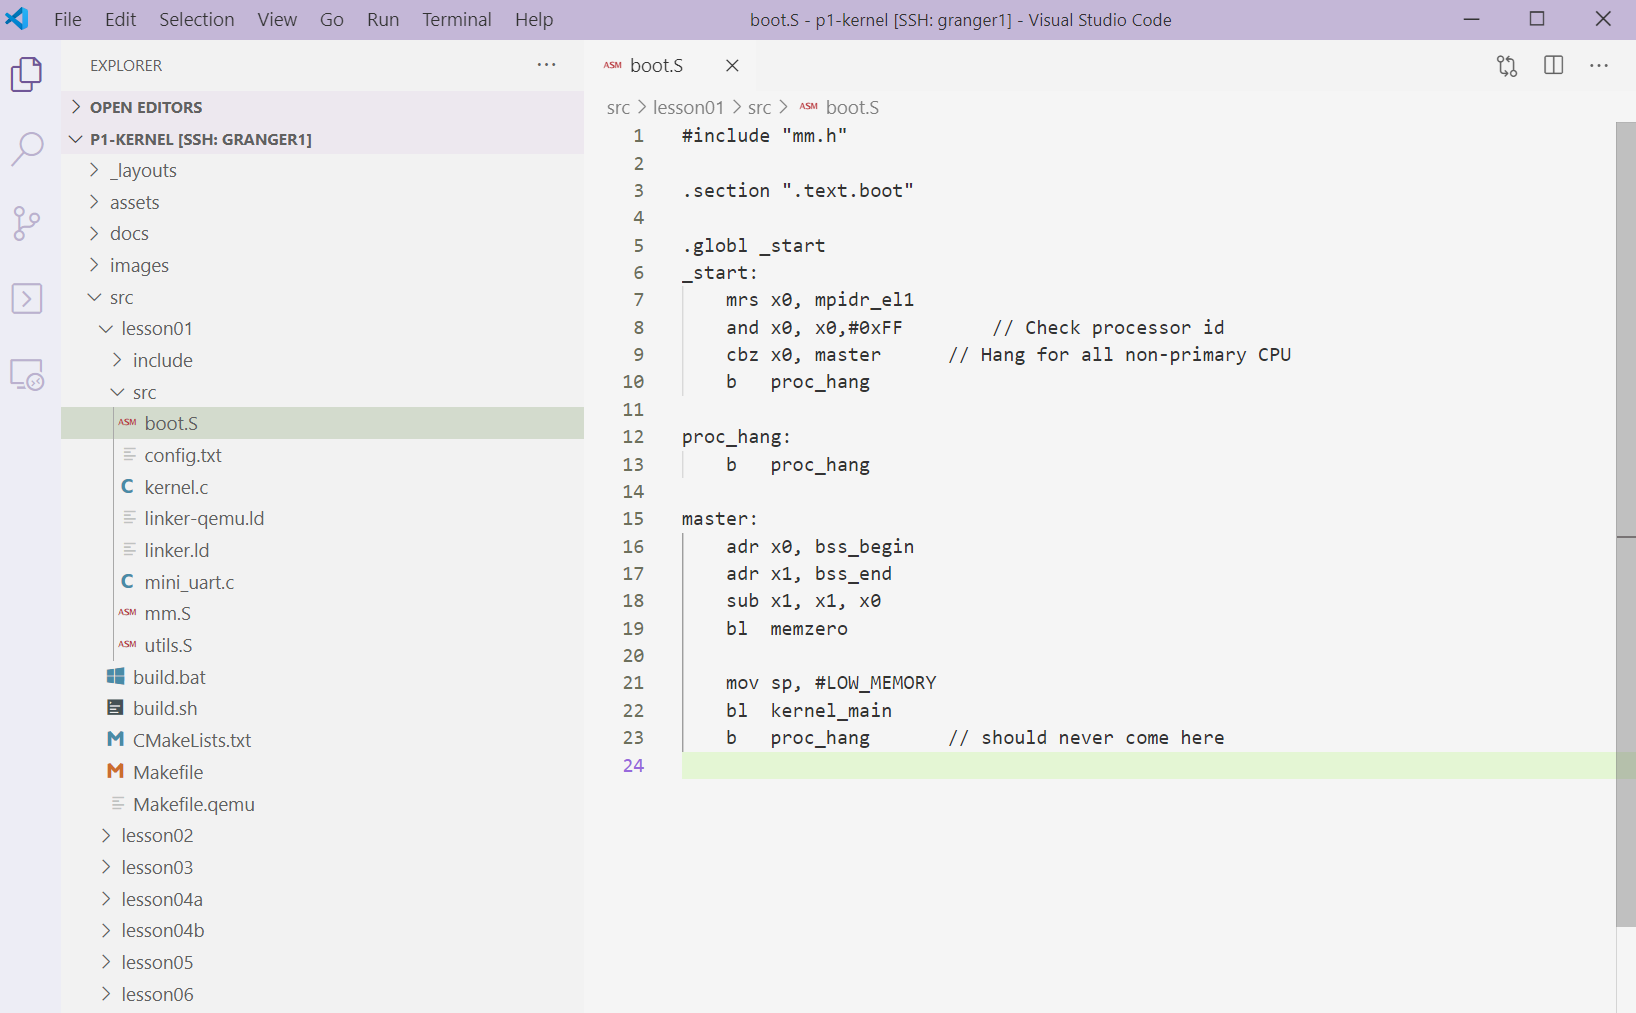 File Edit Selection View Go Run Terminal Help boot.S - p1-kernel [SSH: granger1] - Visual Studio Code
EXPLORER
OPEN EDITORS
P1-KERNEL [SSH: GRANGER1]
_layouts
assets
docs
images
src
lesson01
include
src
ASM boot.S
config.txt
C kernel.c
linker-qemu.ld
linker.ld
C mini_uart.c
ASM mm.S
ASM utils.S
build.bat
build.sh
M CMakeLists.txt
M Makefile
Makefile.qemu
lesson02
lesson03
lesson04a
lesson04b
lesson05
lesson06
ASM boot.S
src > lesson01 > src > ASM boot.S
1 #include "mm.h"
2
3 .section ".text.boot"
4
5 .globl _start
6 _start:
7 mrs x0, mpidr_el1
8 and x0, x0,#0xFF // Check processor id
9 cbz x0, master // Hang for all non-primary CPU
10 b proc_hang
11
12 proc_hang:
13 b proc_hang
14
15 master:
16 adr x0, bss_begin
17 adr x1, bss_end
18 sub x1, x1, x0
19 bl memzero
20
21 mov sp, #LOW_MEMORY
22 bl kernel_main
23 b proc_hang // should never come here
24